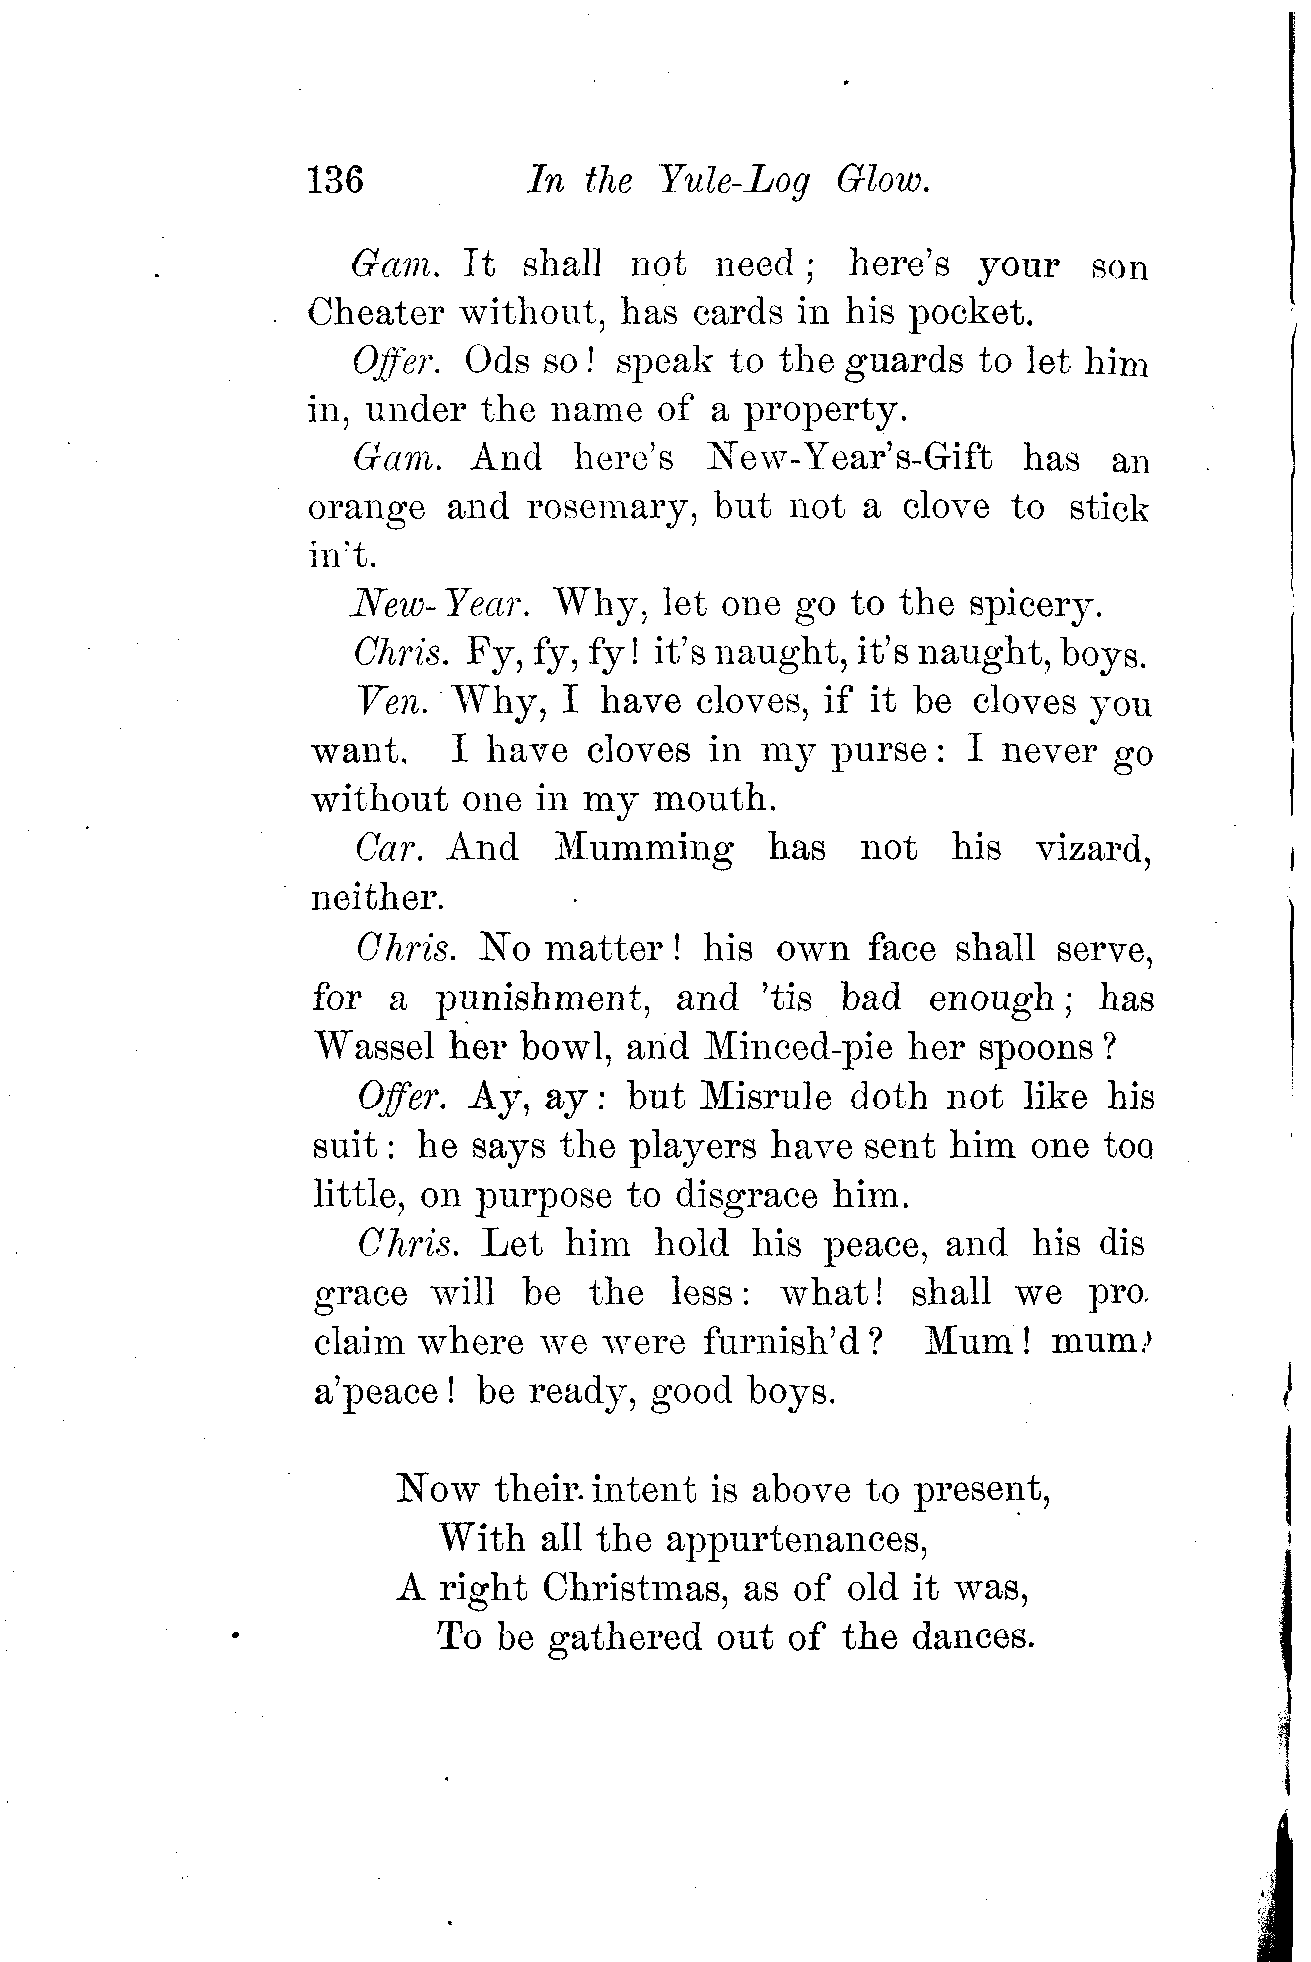 136 In the Yule-Log Glow.
Gam. It shall not need; here's your son
Cheater without, has cards in his pocket.
Offer. Ods so! speak to the guards to let him
in, under the name of a property.
Gam. And here's New-Year's-Gift has an
orange and rosemary, but not a clove to stick
in't.
New-Year. Why, let one go to the spicery.
Chris. Fy, fy, fy! it's naught, it's naught, boys.
Ven. Why, I have cloves, if it be cloves you
want. I have cloves in my purse: I never go
without one in my mouth.
Car. And Mumming has not his vizard,
neither.
Chris. No matter! his own face shall serve,
for a punishment, and 'tis bad enough; has
Wassel her bowl, and Minced-pie her spoons?
Offer. Ay, ay: but Misrule doth not like his
suit: he says the players have sent him one too
little, on purpose to disgrace him.
Chris. Let him hold his peace, and his dis
grace will be the less: what! shall we pro.
claim where we were furnish'd? Mum! mum!
a'peace! be ready, good boys.
Now their intent is above to present,
With all the appurtenances,
A right Christmas, as of old it was,
To be gathered out of the dances.